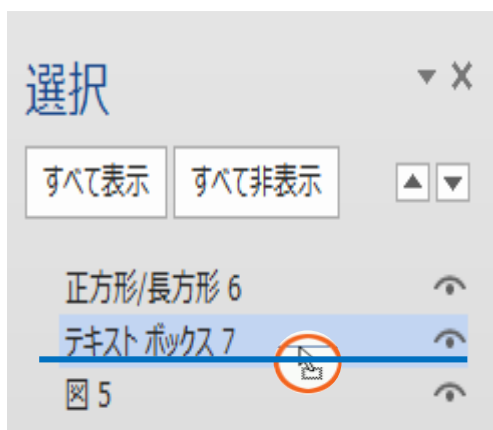 選択
すべて表示 すべて非表示
正方形/長方形 6
テキスト ボックス 7
図 5